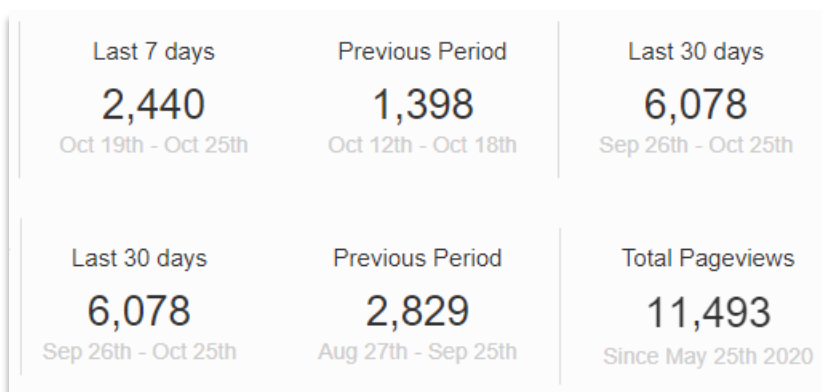 Last 7 days Previous Period Last 30 days
2,440 1,398 6,078
Oct 19th - Oct 25th Oct 12th - Oct 18th Sep 26th - Oct 25th
Last 30 days Previous Period Total Pageviews
6,078 2,829 11,493
Sep 26th - Oct 25th Aug 27th - Sep 25th Since May 25th 2020